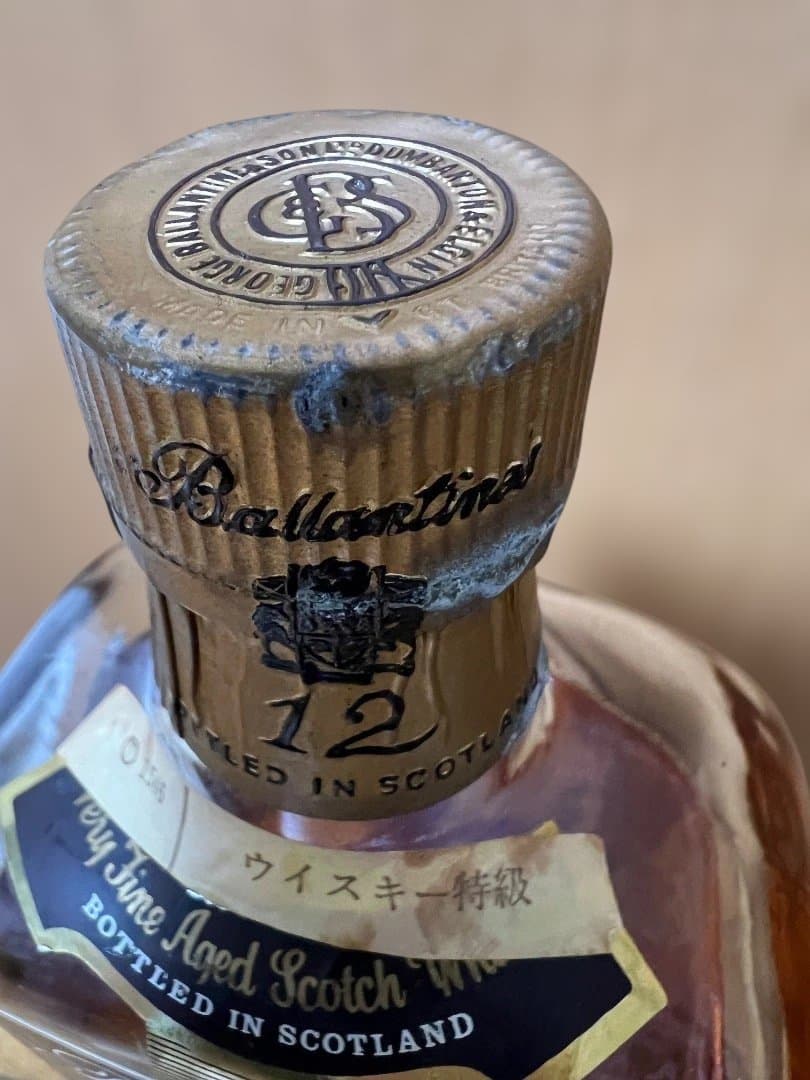 GEORGE BALLANTINE & SON LTD DUMBARTON & ELGIN
GBS
MADE IN GT. BRITAIN
Ballantine's
12
BOTTLED IN SCOTLAND
ウイスキー特級
Very Fine Aged Scotch
BOTTLED IN SCOTLAND